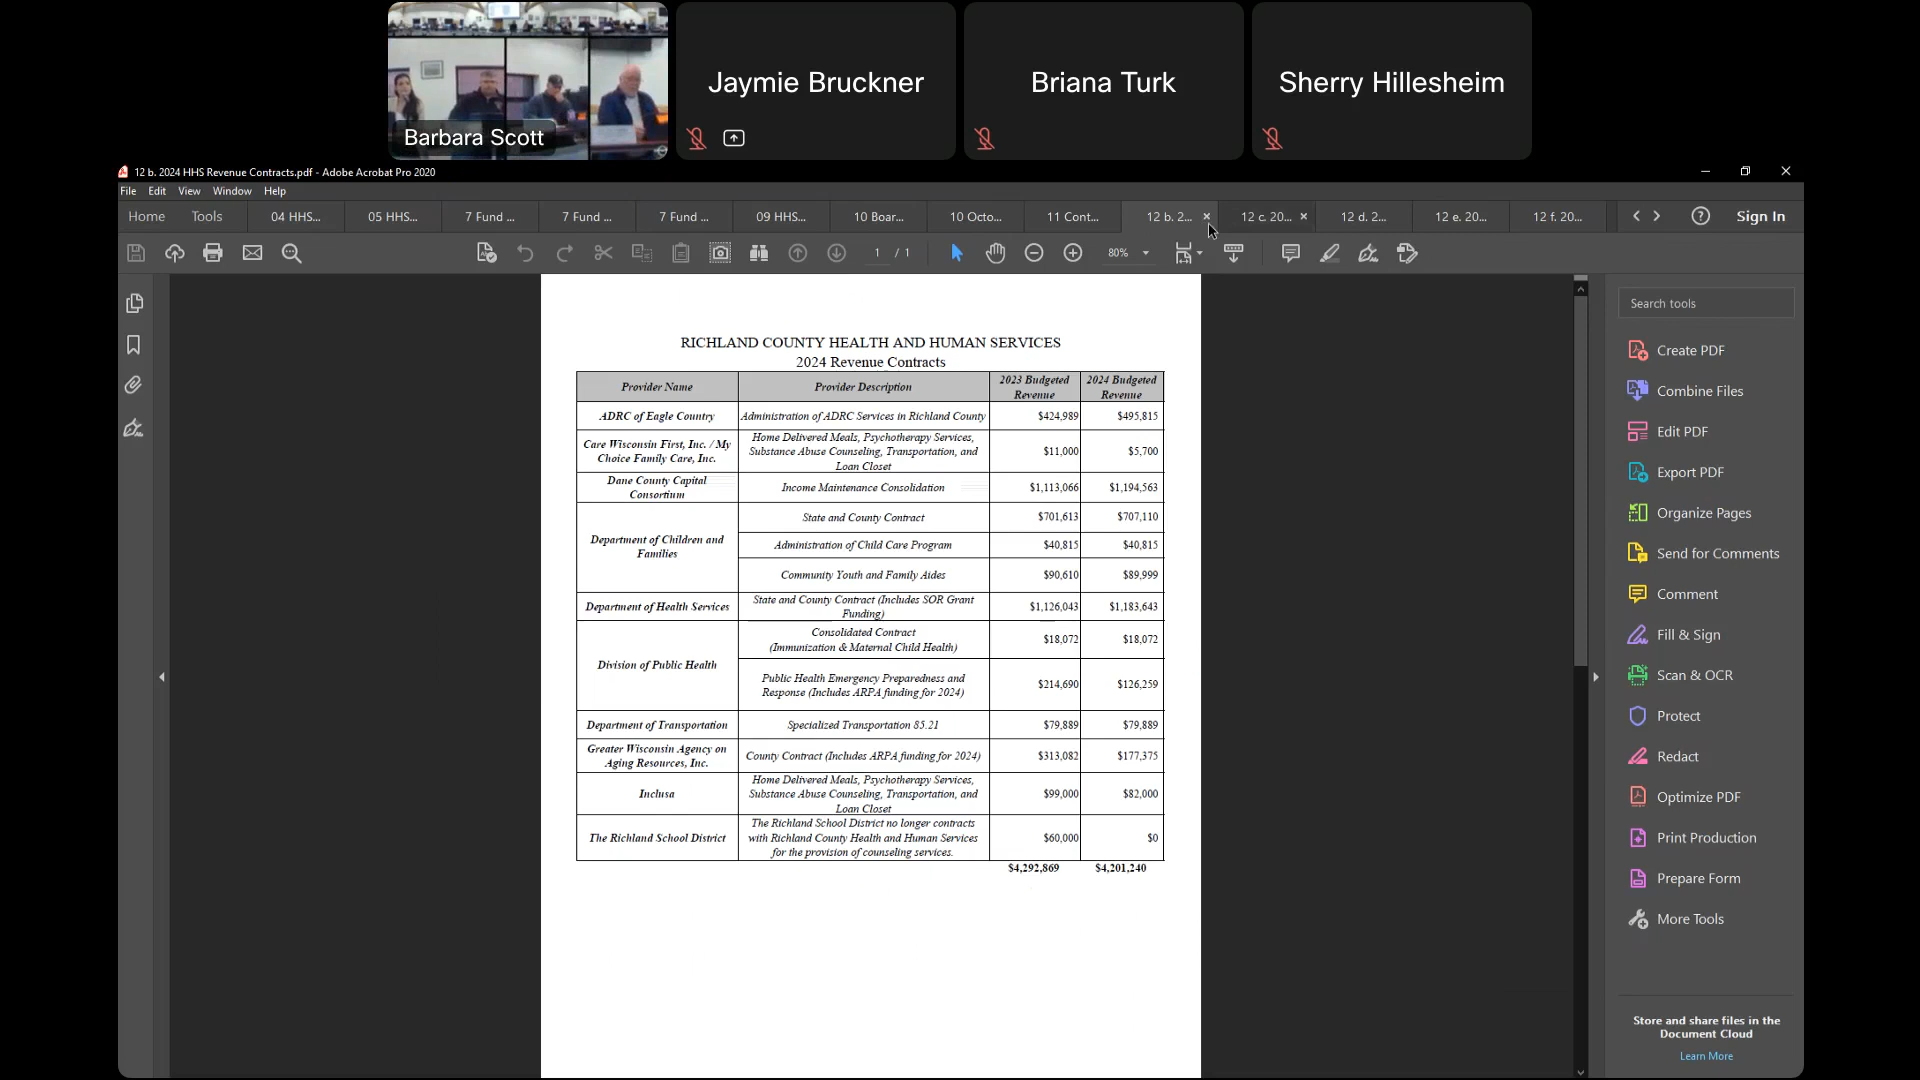 Barbara Scott
Jaymie Bruckner
Briana Turk
Sherry Hillesheim
12 b. 2024 HHS Revenue Contracts.pdf - Adobe Acrobat Pro 2020
File Edit View Window Help
Home Tools 04 HHS... 05 HHS... 7 Fund ... 7 Fund ... 7 Fund ... 09 HHS... 10 Boar... 10 Octo... 11 Cont... 12 b. 2... 12 c. 20... 12 d. 2... 12 e. 20... 12 f. 20... Sign In
1 / 1 80%
RICHLAND COUNTY HEALTH AND HUMAN SERVICES
2024 Revenue Contracts
Provider Name Provider Description 2023 Budgeted Revenue 2024 Budgeted Revenue
ADRC of Eagle Country Administration of ADRC Services in Richland County $424,989 $495,815
Care Wisconsin First, Inc. / My
Choice Family Care, Inc.
Home Delivered Meals, Psychotherapy Services,
Substance Abuse Counseling, Transportation, and
Loan Closet
$11,000 $5,700
Dane County Capital
Consortium
Income Maintenance Consolidation $1,113,066 $1,194,563
Department of Children and
Families
State and County Contract $701,613 $707,110
Administration of Child Care Program $40,815 $40,815
Community Youth and Family Aides $90,610 $89,999
Department of Health Services
State and County Contract (Includes SOR Grant
Funding)
$1,126,043 $1,183,643
Division of Public Health
Consolidated Contract
(Immunization & Maternal Child Health)
$18,072 $18,072
Public Health Emergency Preparedness and
Response (Includes ARPA funding for 2024)
$214,690 $126,259
Department of Transportation Specialized Transportation 85.21 $79,889 $79,889
Greater Wisconsin Agency on
Aging Resources, Inc.
County Contract (Includes ARPA funding for 2024) $313,082 $177,375
Inclusa
Home Delivered Meals, Psychotherapy Services,
Substance Abuse Counseling, Transportation, and
Loan Closet
$99,000 $82,000
The Richland School District
The Richland School District no longer contracts
with Richland County Health and Human Services
for the provision of counseling services.
$60,000 $0
$4,292,869 $4,201,240
Search tools
Create PDF
Combine Files
Edit PDF
Export PDF
Organize Pages
Send for Comments
Comment
Fill & Sign
Scan & OCR
Protect
Redact
Optimize PDF
Print Production
Prepare Form
More Tools
Store and share files in the
Document Cloud
Learn More